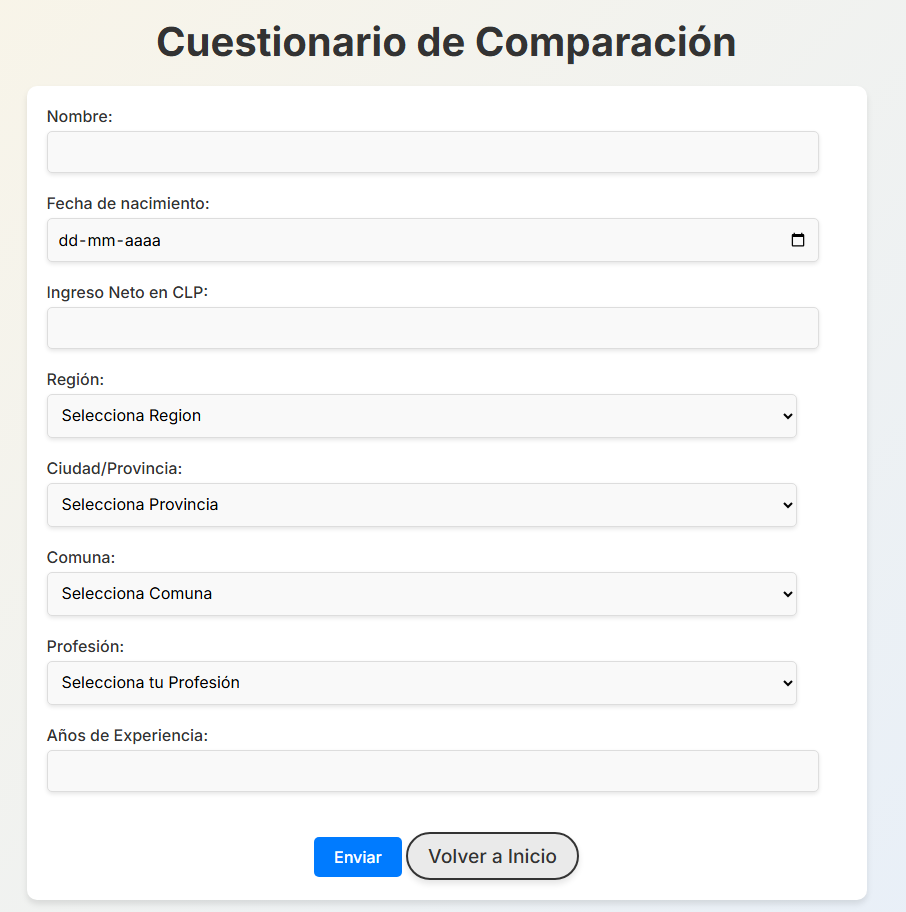 Cuestionario de Comparación
Nombre:
Fecha de nacimiento:
dd-mm-aaaa
Ingreso Neto en CLP:
Región:
Selecciona Region
Ciudad/Provincia:
Selecciona Provincia
Comuna:
Selecciona Comuna
Profesión:
Selecciona tu Profesión
Años de Experiencia:
Enviar Volver a Inicio